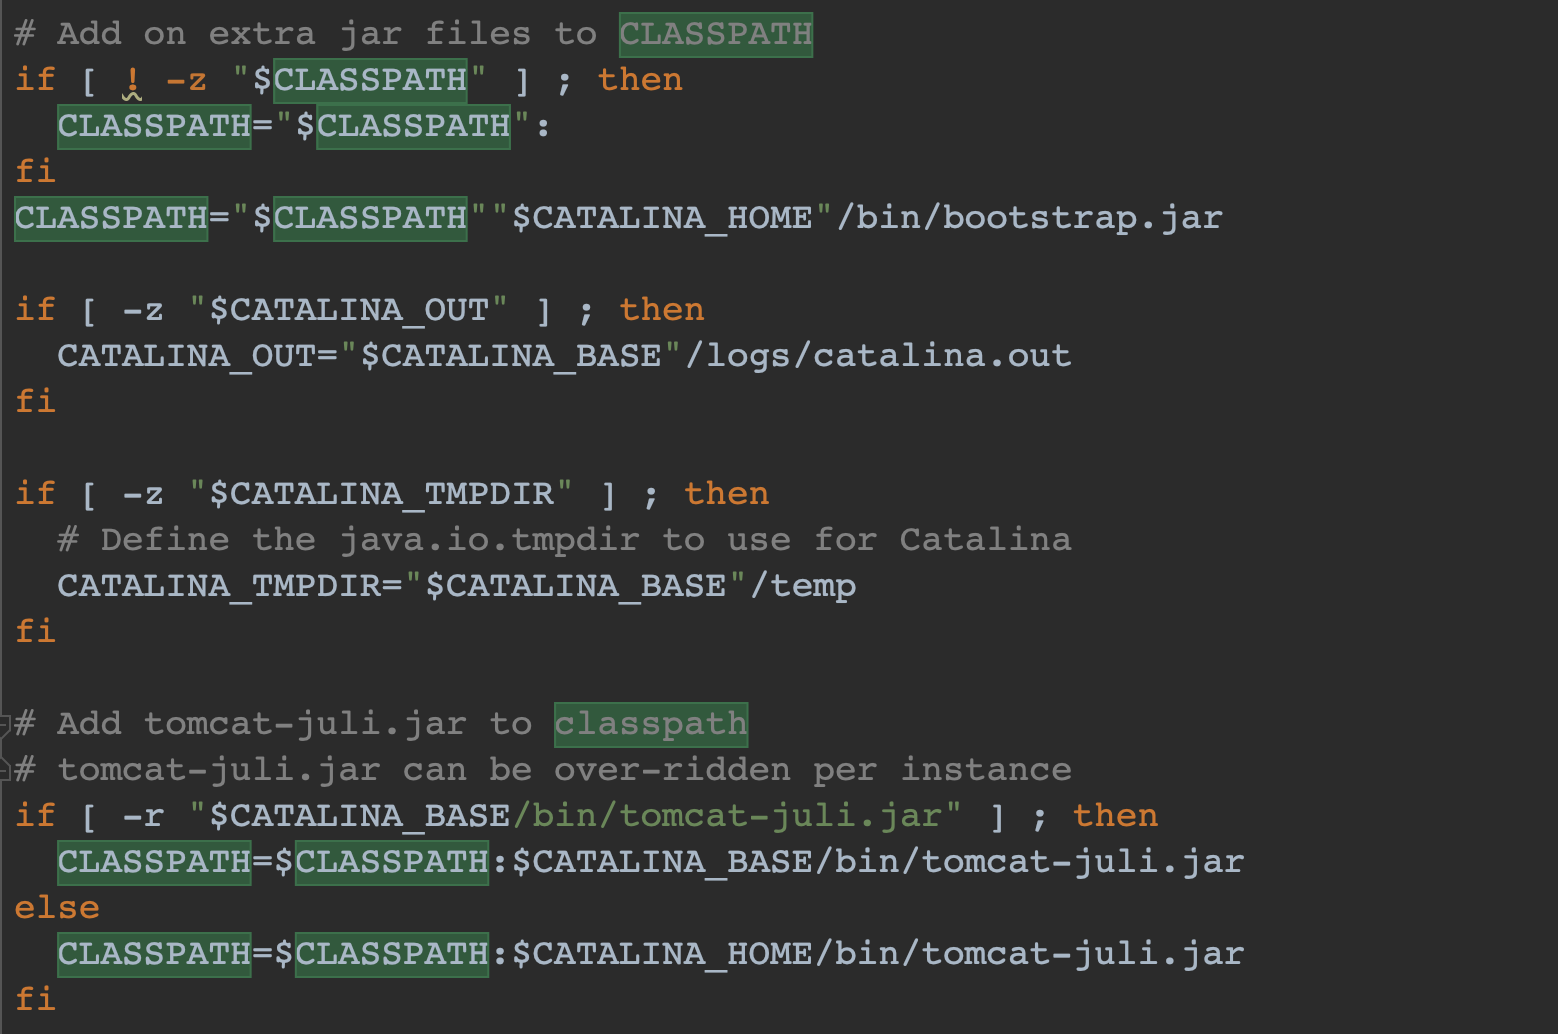 # Add on extra jar files to CLASSPATH
if [ ! -z "$CLASSPATH" ] ; then
  CLASSPATH="$CLASSPATH":
fi
CLASSPATH="$CLASSPATH""$CATALINA_HOME"/bin/bootstrap.jar

if [ -z "$CATALINA_OUT" ] ; then
  CATALINA_OUT="$CATALINA_BASE"/logs/catalina.out
fi

if [ -z "$CATALINA_TMPDIR" ] ; then
  # Define the java.io.tmpdir to use for Catalina
  CATALINA_TMPDIR="$CATALINA_BASE"/temp
fi

# Add tomcat-juli.jar to classpath
# tomcat-juli.jar can be over-ridden per instance
if [ -r "$CATALINA_BASE/bin/tomcat-juli.jar" ] ; then
  CLASSPATH=$CLASSPATH:$CATALINA_BASE/bin/tomcat-juli.jar
else
  CLASSPATH=$CLASSPATH:$CATALINA_HOME/bin/tomcat-juli.jar
fi